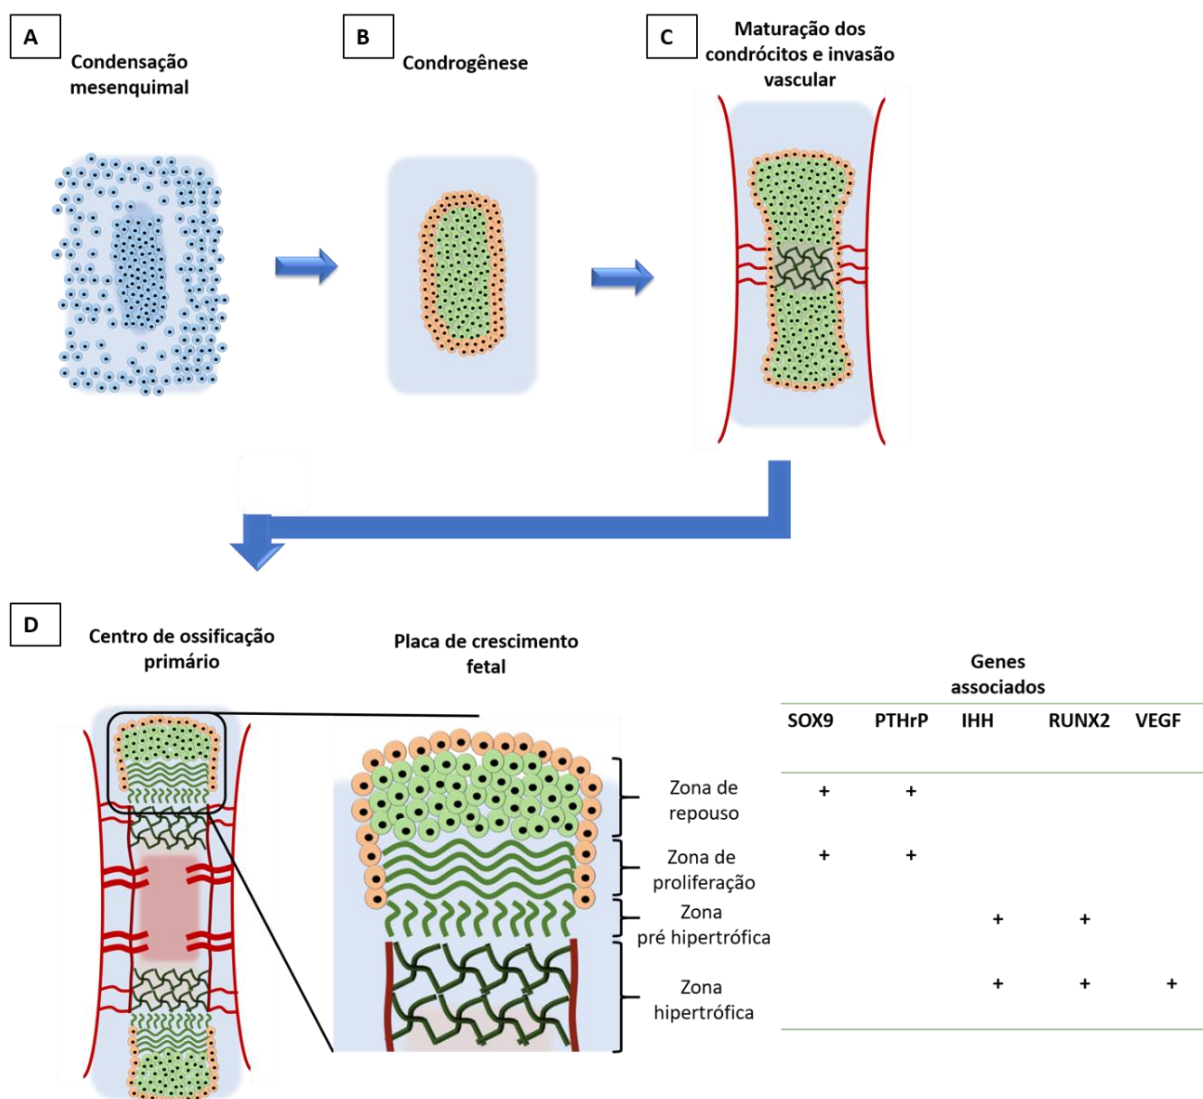 A
Condensação
mesenquimal
B
Condrogênese
C
Maturação dos
condrócitos e invasão
vascular
D
Centro de ossificação
primário
Placa de crescimento
fetal
Genes
associados
SOX9 PTHrP IHH RUNX2 VEGF
Zona de
repouso
+ +
Zona de
proliferação
+ +
Zona
pré hipertrófica
+ +
Zona
hipertrófica
+ + +